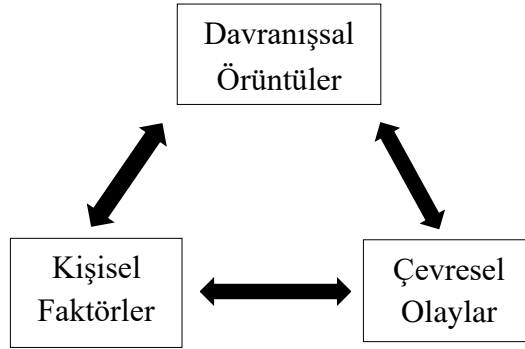 Davranışsal
Örüntüler
Kişisel
Faktörler
Çevresel
Olaylar